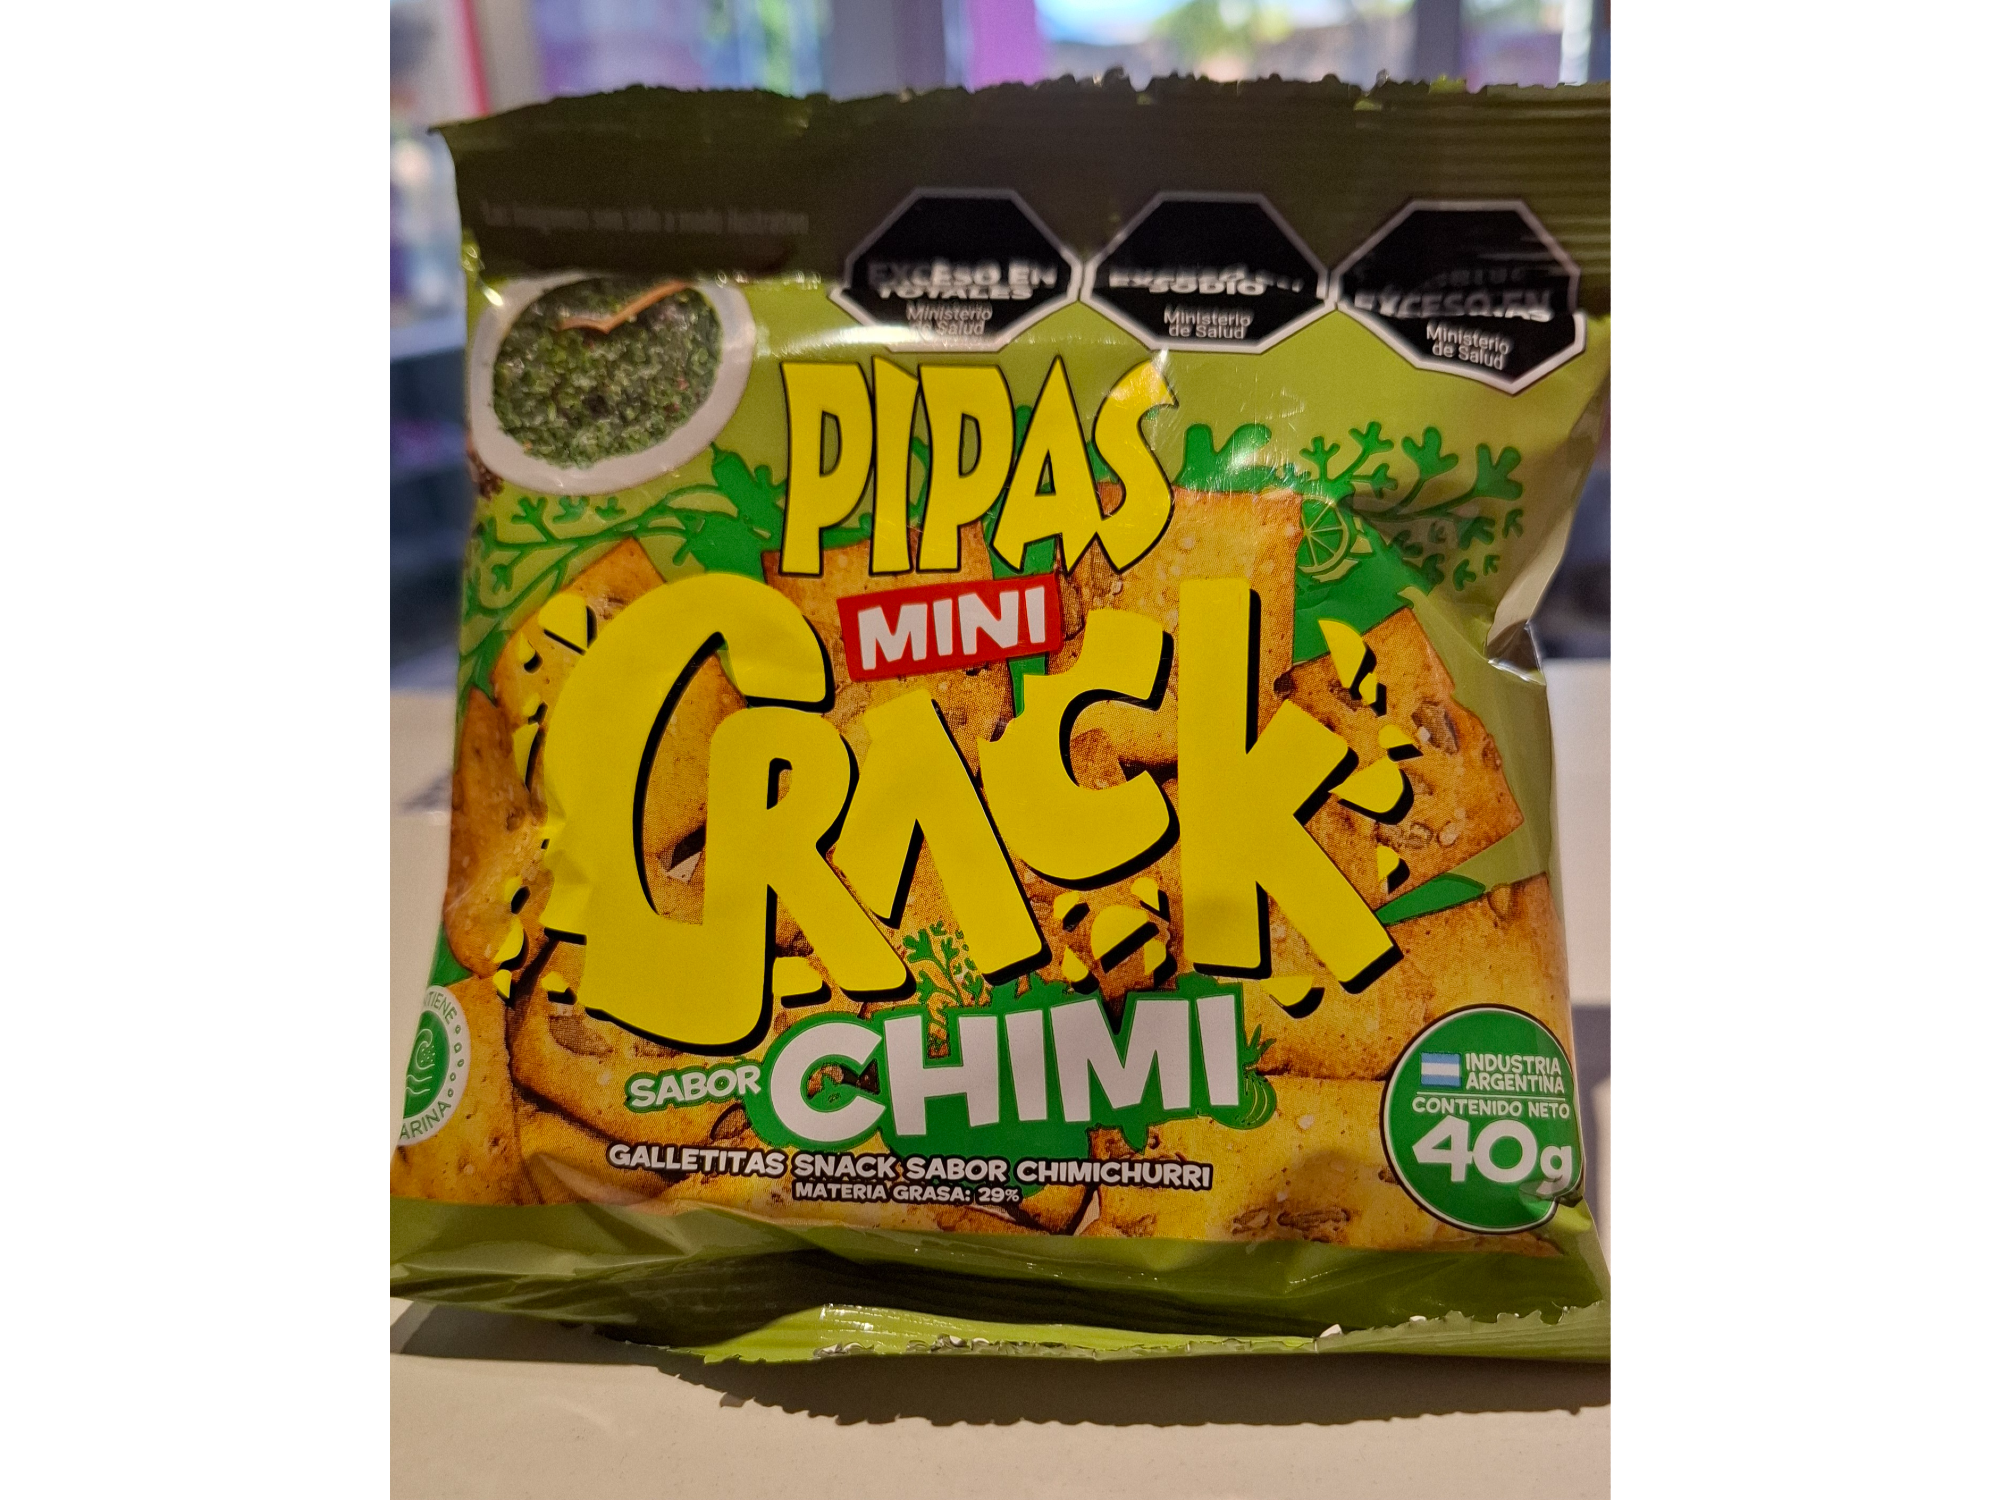 EXCESO EN
TOTALES
Ministerio
de Salud
SODIO
Ministerio
de Salud
EXCESO EN
Ministerio
de Salud
PIPAS
MINI
CRACK
SABOR CHIMI
GALLETITAS SNACK SABOR CHIMICHURRI
MATERIA GRASA: 29%
INDUSTRIA
ARGENTINA
CONTENIDO NETO
40g